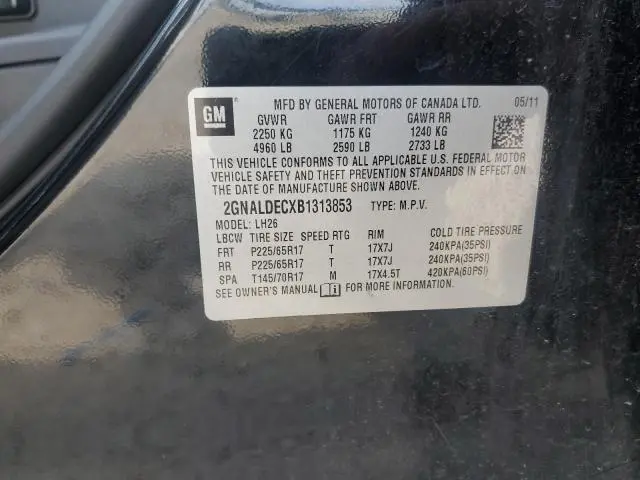 GM
MFD BY GENERAL MOTORS OF CANADA LTD. 05/11
GVWR GAWR FRT GAWR RR
2250 KG 1175 KG 1240 KG
4960 LB 2590 LB 2733 LB
THIS VEHICLE CONFORMS TO ALL APPLICABLE U.S. FEDERAL MOTOR
VEHICLE SAFETY AND THEFT PREVENTION STANDARDS IN EFFECT ON
THE DATE OF MANUFACTURE SHOWN ABOVE.
2GNALDECXB1313853 TYPE: M.P.V.
MODEL: LH26
LBCW TIRE SIZE SPEED RTG RIM COLD TIRE PRESSURE
FRT P225/65R17 T 17X7J 240KPA(35PSI)
RR P225/65R17 T 17X7J 240KPA(35PSI)
SPA T145/70R17 M 17X4.5T 420KPA(60PSI)
SEE OWNER'S MANUAL FOR MORE INFORMATION.